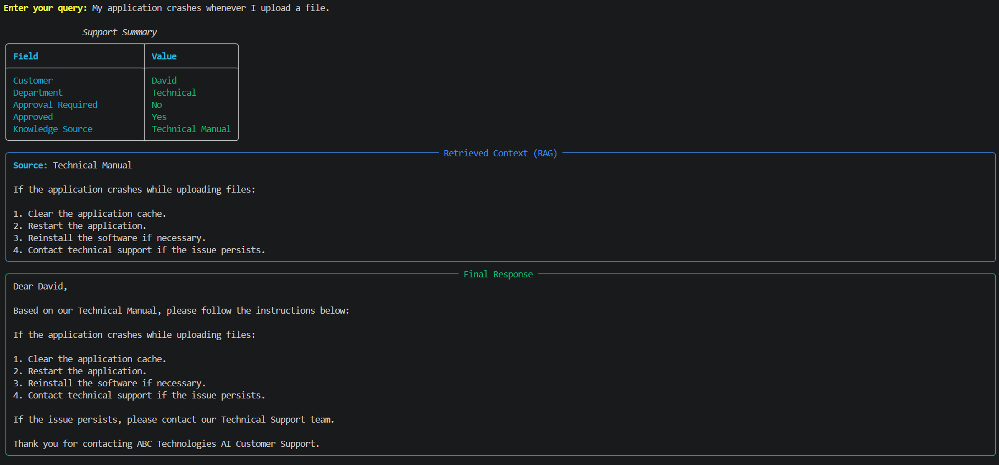 Enter your query: My application crashes whenever I upload a file.
Support Summary
Field Value
Customer David
Department Technical
Approval Required No
Approved Yes
Knowledge Source Technical Manual
Retrieved Context (RAG)
Source: Technical Manual
If the application crashes while uploading files:
1. Clear the application cache.
2. Restart the application.
3. Reinstall the software if necessary.
4. Contact technical support if the issue persists.
Final Response
Dear David,
Based on our Technical Manual, please follow the instructions below:
If the application crashes while uploading files:
1. Clear the application cache.
2. Restart the application.
3. Reinstall the software if necessary.
4. Contact technical support if the issue persists.
If the issue persists, please contact our Technical Support team.
Thank you for contacting ABC Technologies AI Customer Support.